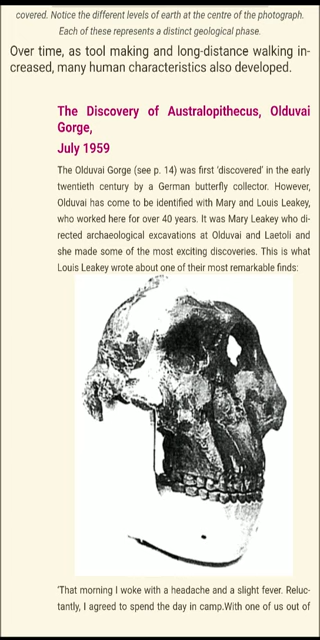 covered. Notice the different levels of earth at the centre of the photograph.
Each of these represents a distinct geological phase.
Over time, as tool making and long-distance walking in-
creased, many human characteristics also developed.
The Discovery of Australopithecus, Olduvai
Gorge,
July 1959
The Olduvai Gorge (see p. 14) was first 'discovered' in the early
twentieth century by a German butterfly collector. However,
Olduvai has come to be identified with Mary and Louis Leakey,
who worked here for over 40 years. It was Mary Leakey who di-
rected archaeological excavations at Olduvai and Laetoli and
she made some of the most exciting discoveries. This is what
Louis Leakey wrote about one of their most remarkable finds:
'That morning I woke with a headache and a slight fever. Reluc-
tantly, I agreed to spend the day in camp.With one of us out of